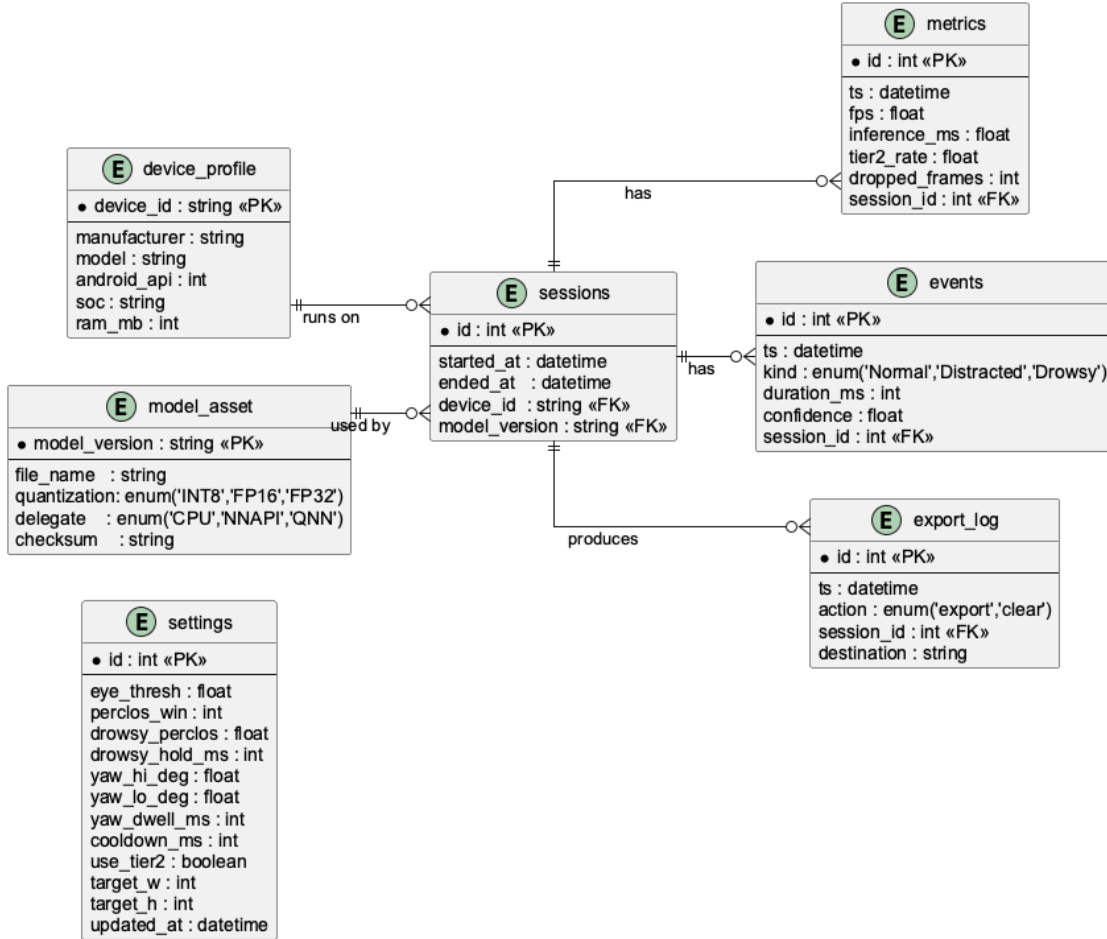 E metrics
• id : int «PK»
ts : datetime
fps : float
inference_ms : float
tier2_rate : float
dropped_frames : int
session_id : int «FK»
has
E device_profile
• device_id : string «PK»
manufacturer : string
model : string
android_api : int
soc : string
ram_mb : int
runs on
E sessions
• id : int «PK»
started_at : datetime
ended_at : datetime
device_id : string «FK»
model_version : string «FK»
has
E events
• id : int «PK»
ts : datetime
kind : enum('Normal','Distracted','Drowsy')
duration_ms : int
confidence : float
session_id : int «FK»
E model_asset
• model_version : string «PK»
file_name : string
quantization: enum('INT8','FP16','FP32')
delegate : enum('CPU','NNAPI','QNN')
checksum : string
used by
produces
E export_log
• id : int «PK»
ts : datetime
action : enum('export','clear')
session_id : int «FK»
destination : string
E settings
• id : int «PK»
eye_thresh : float
perclos_win : int
drowsy_perclos : float
drowsy_hold_ms : int
yaw_hi_deg : float
yaw_lo_deg : float
yaw_dwell_ms : int
cooldown_ms : int
use_tier2 : boolean
target_w : int
target_h : int
updated_at : datetime